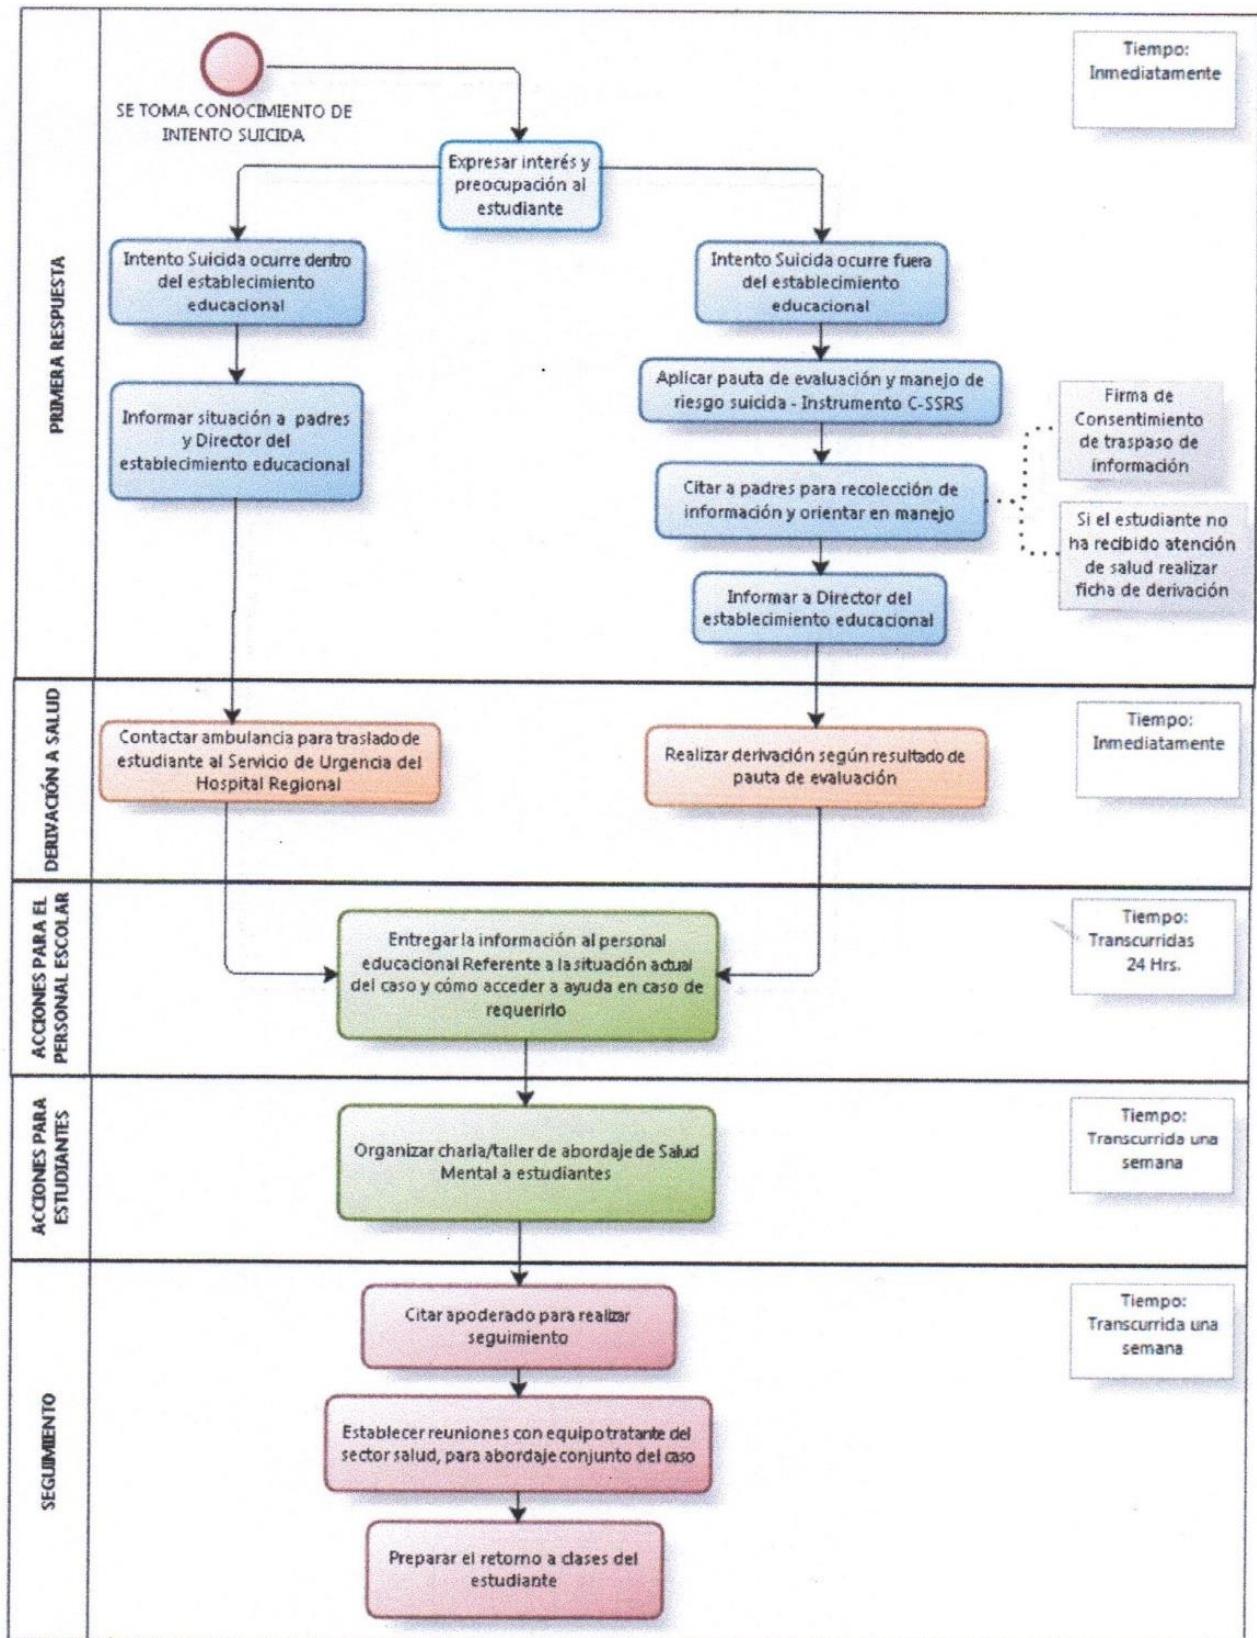 Tiempo:
Inmediatamente
SE TOMA CONOCIMIENTO DE
INTENTO SUICIDA
Expresar interés y
preocupación al
estudiante
PRIMERA RESPUESTA
Intento Suicida ocurre dentro
del establecimiento
educacional
Informar situación a padres
y Director del
establecimiento educacional
Intento Suicida ocurre fuera
del establecimiento
educacional
Aplicar pauta de evaluación y manejo de
riesgo suicida - Instrumento C-SSRS
Citar a padres para recolección de
información y orientar en manejo
Firma de
Consentimiento
de traspaso de
información
Si el estudiante no
ha recibido atención
de salud realizar
ficha de derivación
Informar a Director del
establecimiento educacional
DERIVACIÓN A SALUD
Contactar ambulancia para traslado de
estudiante al Servicio de Urgencia del
Hospital Regional
Realizar derivación según resultado de
pauta de evaluación
Tiempo:
Inmediatamente
ACCIONES PARA EL
PERSONAL ESCOLAR
Entregar la información al personal
educacional Referente a la situación actual
del caso y cómo acceder a ayuda en caso de
requerirlo
Tiempo:
Transcurridas
24 Hrs.
ACCIONES PARA
ESTUDIANTES
Organizar charla/taller de abordaje de Salud
Mental a estudiantes
Tiempo:
Transcurrida una
semana
SEGUIMIENTO
Citar apoderado para realizar
seguimiento
Tiempo:
Transcurrida una
semana
Establecer reuniones con equipo tratante del
sector salud, para abordaje conjunto del caso
Preparar el retorno a clases del
estudiante